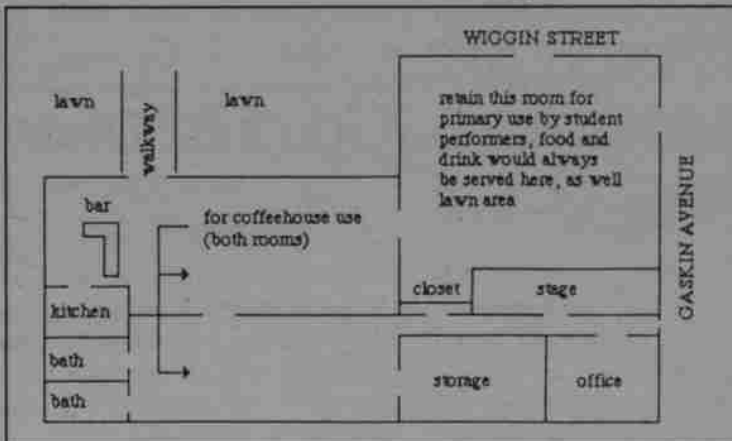 WIGGIN STREET
lawn
walkway
lawn
retain this room for
primary use by student
performers, food and
drink would always
be served here, as well
lawn area
GASKIN AVENUE
bar
for coffeehouse use
(both rooms)
closet
stage
kitchen
bath
bath
storage
office